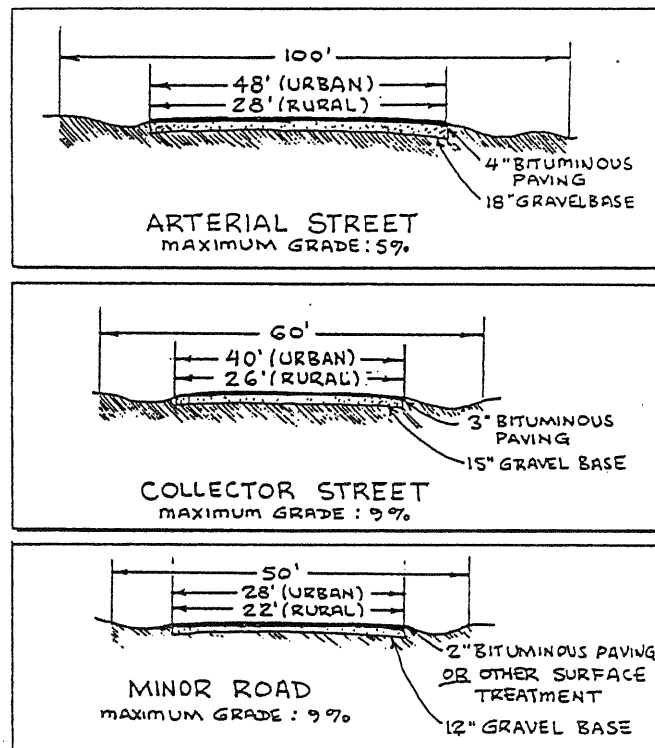 100'
48' (URBAN)
28' (RURAL)
4" BITUMINOUS
PAVING
18" GRAVEL BASE
ARTERIAL STREET
MAXIMUM GRADE: 5%
60'
40' (URBAN)
26' (RURAL)
3" BITUMINOUS
PAVING
15" GRAVEL BASE
COLLECTOR STREET
MAXIMUM GRADE: 9%
50'
28' (URBAN)
22' (RURAL)
2" BITUMINOUS PAVING
OR OTHER SURFACE
TREATMENT
12" GRAVEL BASE
MINOR ROAD
MAXIMUM GRADE: 9%